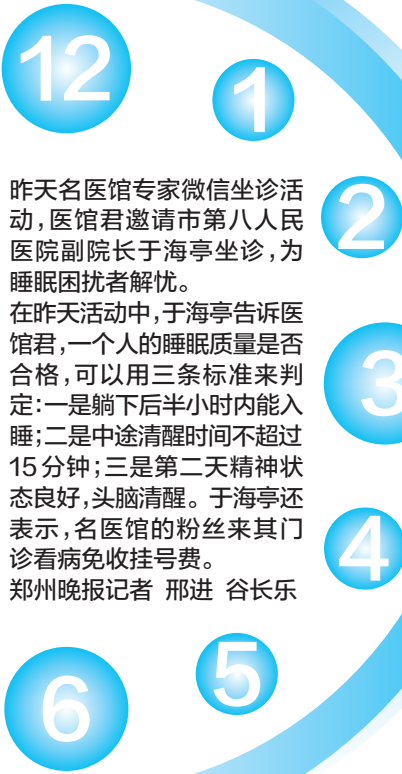 12
1
2
3
4
5
6
昨天名医馆专家微信坐诊活
动,医馆君邀请市第八人民
医院副院长于海亭坐诊,为
睡眠困扰者解忧。
在昨天活动中,于海亭告诉医
馆君,一个人的睡眠质量是否
合格,可以用三条标准来判
定:一是躺下后半小时内能入
睡;二是中途清醒时间不超过
15分钟;三是第二天精神状
态良好,头脑清醒。于海亭还
表示,名医馆的粉丝来其门
诊看病免收挂号费。
郑州晚报记者 邢进 谷长乐